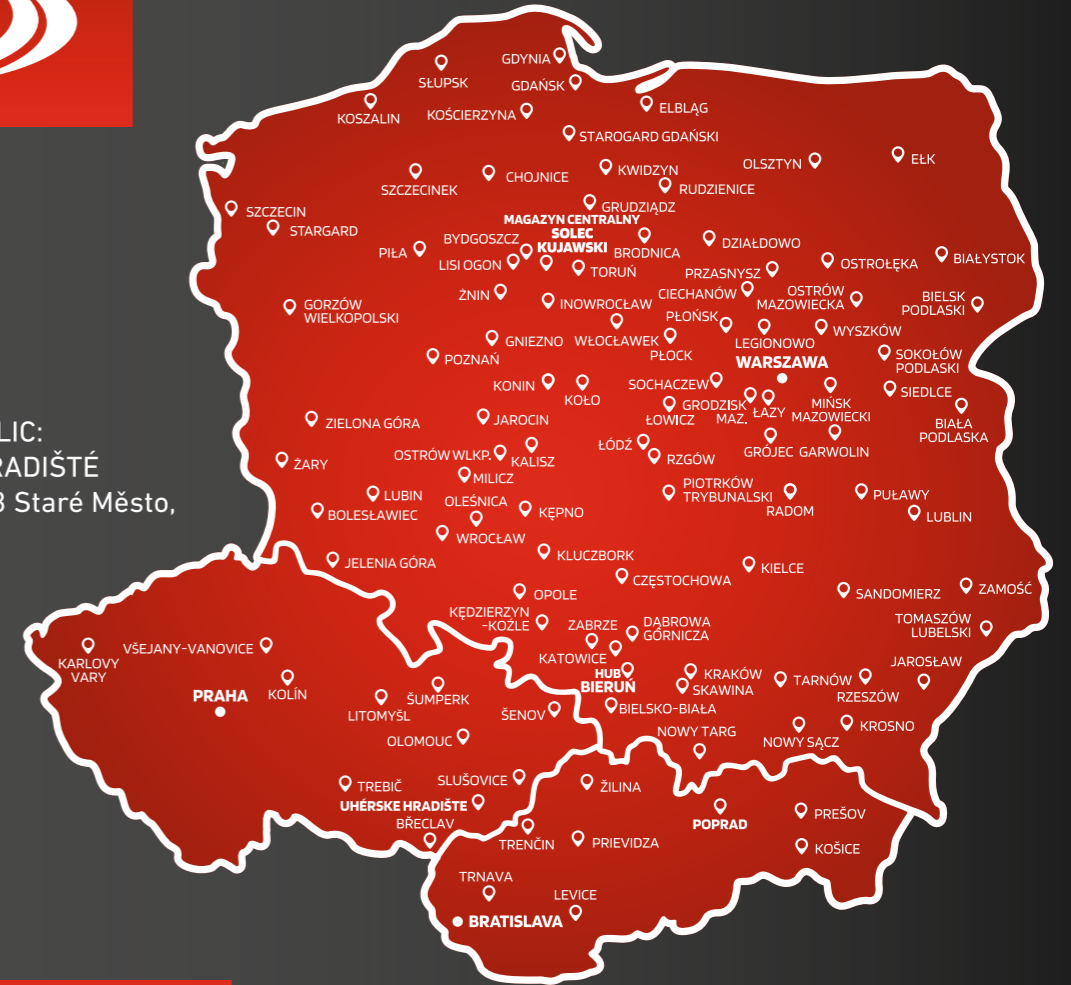 GDYNIA
SŁUPSK
GDAŃSK
KOSZALIN
KOŚCIERZYNA
ELBLĄG
STAROGARD GDAŃSKI
OLSZTYN
EŁK
KWIDZYN
SZCZECINEK
CHOJNICE
RUDZIENICE
GRUDZIĄDZ
SZCZECIN
STARGARD
MAGAZYN CENTRALNY
SOLEC
KUJAWSKI
BYDGOSZCZ
PIŁA
LISI OGON
TORUŃ
BRODNICA
DZIAŁDOWO
PRZASNYSZ
OSTROŁĘKA
BIAŁYSTOK
ŻNIN
INOWROCŁAW
CIECHANÓW
OSTRÓW
MAZOWIECKA
BIELSK
PODLASKI
GORZÓW
WIELKOPOLSKI
PŁOŃSK
GNIEZNO
WŁOCŁAWEK
PŁOCK
LEGIONOWO
WYSZKÓW
POZNAŃ
WARSZAWA
SOKOŁÓW
PODLASKI
KONIN
KOŁO
SOCHACZEW
ŁOWICZ
GRODZISK
MAZ.
ŁAZY
MIŃSK
MAZOWIECKI
SIEDLCE
BIAŁA
PODLASKA
ZIELONA GÓRA
JAROCIN
LIC:
RADIŠTÉ
3 Staré Město,
ŻARY
OSTRÓW WLKP.
KALISZ
ŁÓDŹ
RZGÓW
GRÓJEC
GARWOLIN
MILICZ
LUBIN
OLEŚNICA
PIOTRKÓW
TRYBUNALSKI
RADOM
PUŁAWY
BOLESŁAWIEC
KĘPNO
LUBLIN
WROCŁAW
JELENIA GÓRA
KLUCZBORK
CZĘSTOCHOWA
KIELCE
OPOLE
SANDOMIERZ
ZAMOŚĆ
KĘDZIERZYN
-KOŹLE
ZABRZE
DĄBROWA
GÓRNICZA
TOMASZÓW
LUBELSKI
KATOWICE
HUB
BIERUŃ
KRAKÓW
SKAWINA
TARNÓW
RZESZÓW
JAROSŁAW
BIELSKO-BIAŁA
NOWY TARG
NOWY SĄCZ
KROSNO
KARLOVY
VARY
VŠEJANY-VANOVICE
PRAHA
KOLÍN
LITOMYŠL
ŠUMPERK
ŠENOV
OLOMOUC
TREBIČ
SLUŠOVICE
UHÉRSKE HRADIŠTE
BŘECLAV
ŽILINA
POPRAD
PREŠOV
TRENČIN
PRIEVIDZA
KOŠICE
TRNAVA
LEVICE
BRATISLAVA